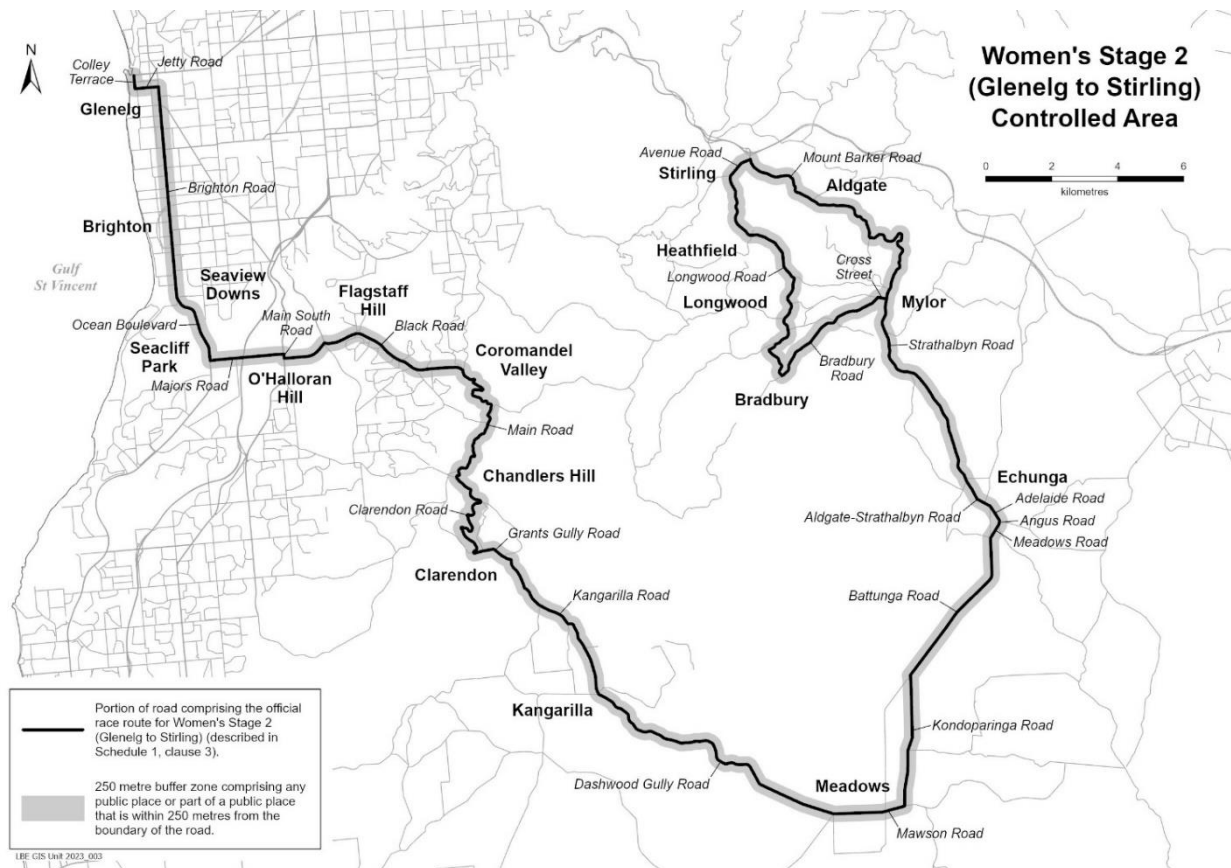 N
Colley
Terrace
Jetty Road
Glenelg
Women's Stage 2
(Glenelg to Stirling)
Controlled Area
0 2 4 6
kilometres
Avenue Road
Mount Barker Road
Stirling
Aldgate
Brighton Road
Brighton
Gulf
St Vincent
Seaview
Downs
Heathfield
Cross
Street
Longwood Road
Longwood
Mylor
Flagstaff
Hill
Main South
Road
Ocean Boulevard
Black Road
Strathalbyn Road
Seacliff
Park
Coromandel
Valley
Bradbury
Road
Majors Road
O'Halloran
Hill
Bradbury
Main Road
Chandlers Hill
Echunga
Adelaide Road
Clarendon Road
Aldgate-Strathalbyn Road
Angus Road
Grants Gully Road
Meadows Road
Clarendon
Kangarilla Road
Battunga Road
Kangarilla
Kondoparinga Road
Dashwood Gully Road
Meadows
Mawson Road
Portion of road comprising the official
race route for Women's Stage 2
(Glenelg to Stirling) (described in
Schedule 1, clause 3).
250 metre buffer zone comprising any
public place or part of a public place
that is within 250 metres from the
boundary of the road.
LBE GIS Unit 2023_003